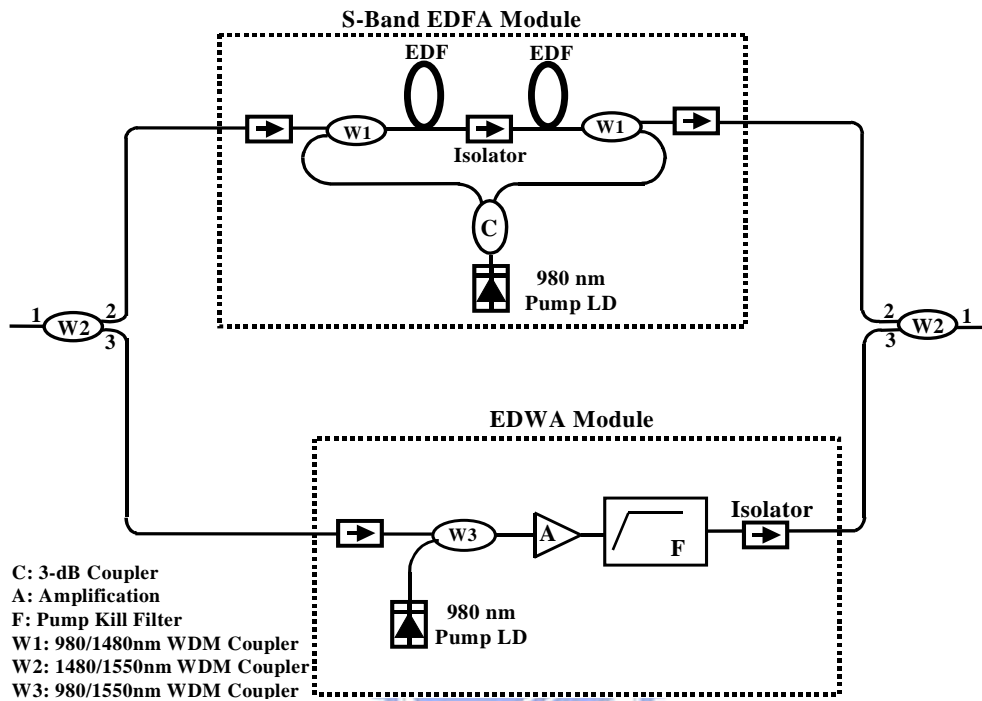 S-Band EDFA Module
EDF
EDF
W1
W1
Isolator
C
980 nm
Pump LD
1
W2
2
3
2
3
W2
1
EDWA Module
W3
A
F
Isolator
980 nm
Pump LD
C: 3-dB Coupler
A: Amplification
F: Pump Kill Filter
W1: 980/1480nm WDM Coupler
W2: 1480/1550nm WDM Coupler
W3: 980/1550nm WDM Coupler